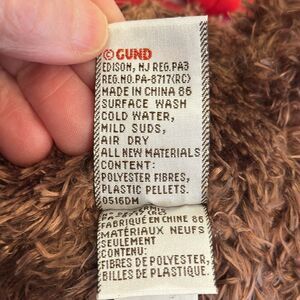 © GUND
EDISON, NJ REG.PA3
REG.NO.PA-8717(RC)
MADE IN CHINA 86
SURFACE WASH
COLD WATER,
MILD SUDS,
AIR DRY
ALL NEW MATERIALS
CONTENT:
POLYESTER FIBRES,
PLASTIC PELLETS.
0516DM
FABRIQUÉ EN CHINE 86
MATÉRIAUX NEUFS
SEULEMENT
CONTENU:
FIBRES DE POLYESTER,
BILLES DE PLASTIQUE.